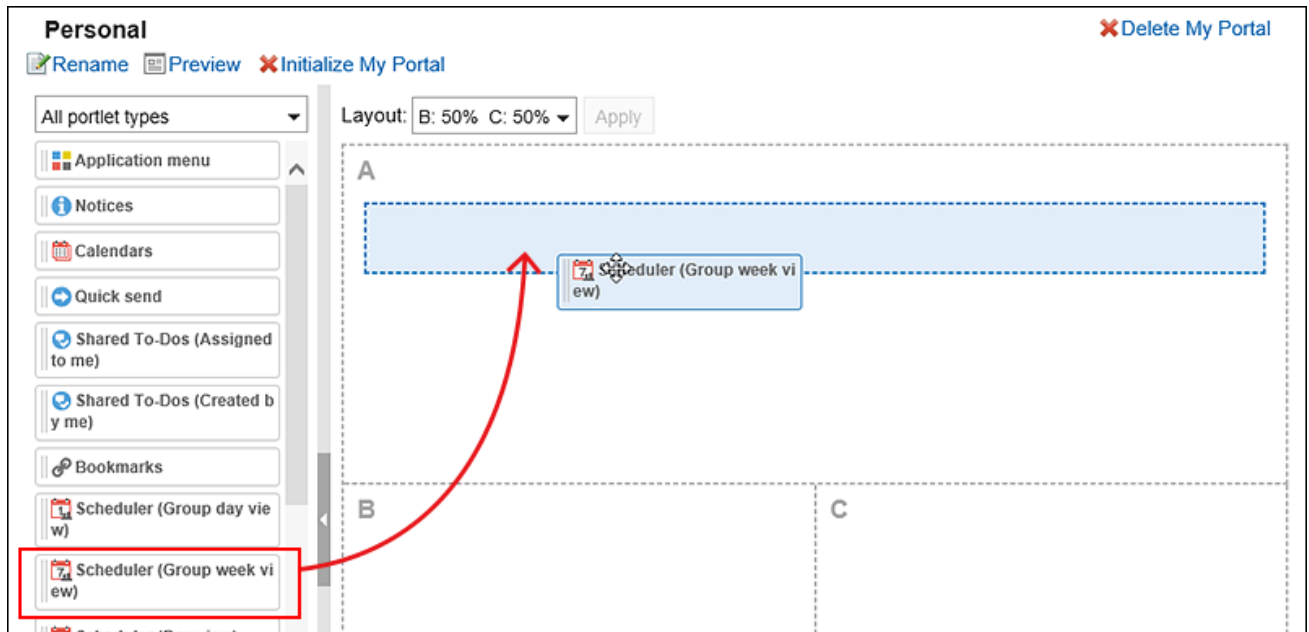 Personal
Delete My Portal
Rename
Preview
Initialize My Portal
All portlet types
Layout:
B: 50% C: 50%
Apply
Application menu
Notices
Calendars
Quick send
Shared To-Dos (Assigned
to me)
Shared To-Dos (Created b
y me)
Bookmarks
Scheduler (Group day vie
w)
Scheduler (Group week vi
ew)
A
Scheduler (Group week vi
ew)
B
C